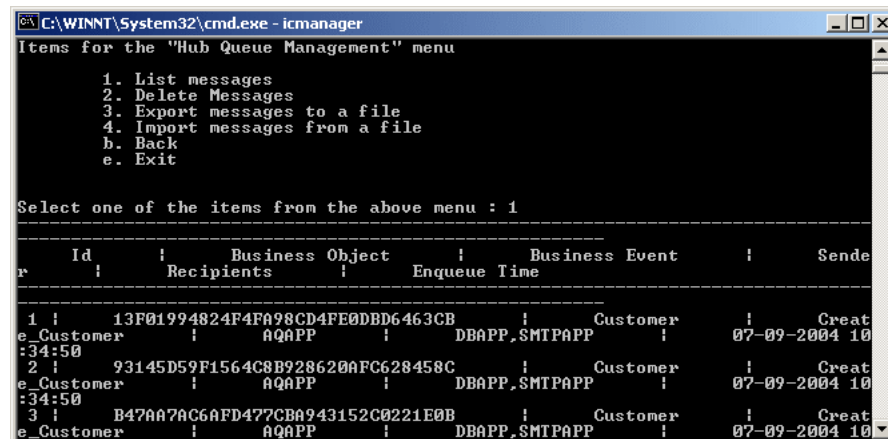 C:\WINNT\System32\cmd.exe - icmanager
Items for the "Hub Queue Management" menu
1. List messages
2. Delete Messages
3. Export messages to a file
4. Import messages from a file
b. Back
e. Exit
Select one of the items from the above menu : 1
--------------------------------------------------------------------------------
-------------------------------------------------------
Id ¦ Business Object ¦ Business Event ¦ Sende
r ¦ Recipients ¦ Enqueue Time
--------------------------------------------------------------------------------
-------------------------------------------------------
1 ¦ 13F01994824F4FA98CD4FE0DBD6463CB ¦ Customer ¦ Creat
e_Customer ¦ AQAPP ¦ DBAPP,SMTPAPP ¦ 07-09-2004 10
:34:50
2 ¦ 93145D59F1564C8B928620AFC628458C ¦ Customer ¦ Creat
e_Customer ¦ AQAPP ¦ DBAPP,SMTPAPP ¦ 07-09-2004 10
:34:50
3 ¦ B47AA7AC6AFD477CBA943152C0221E0B ¦ Customer ¦ Creat
e_Customer ¦ AQAPP ¦ DBAPP,SMTPAPP ¦ 07-09-2004 10